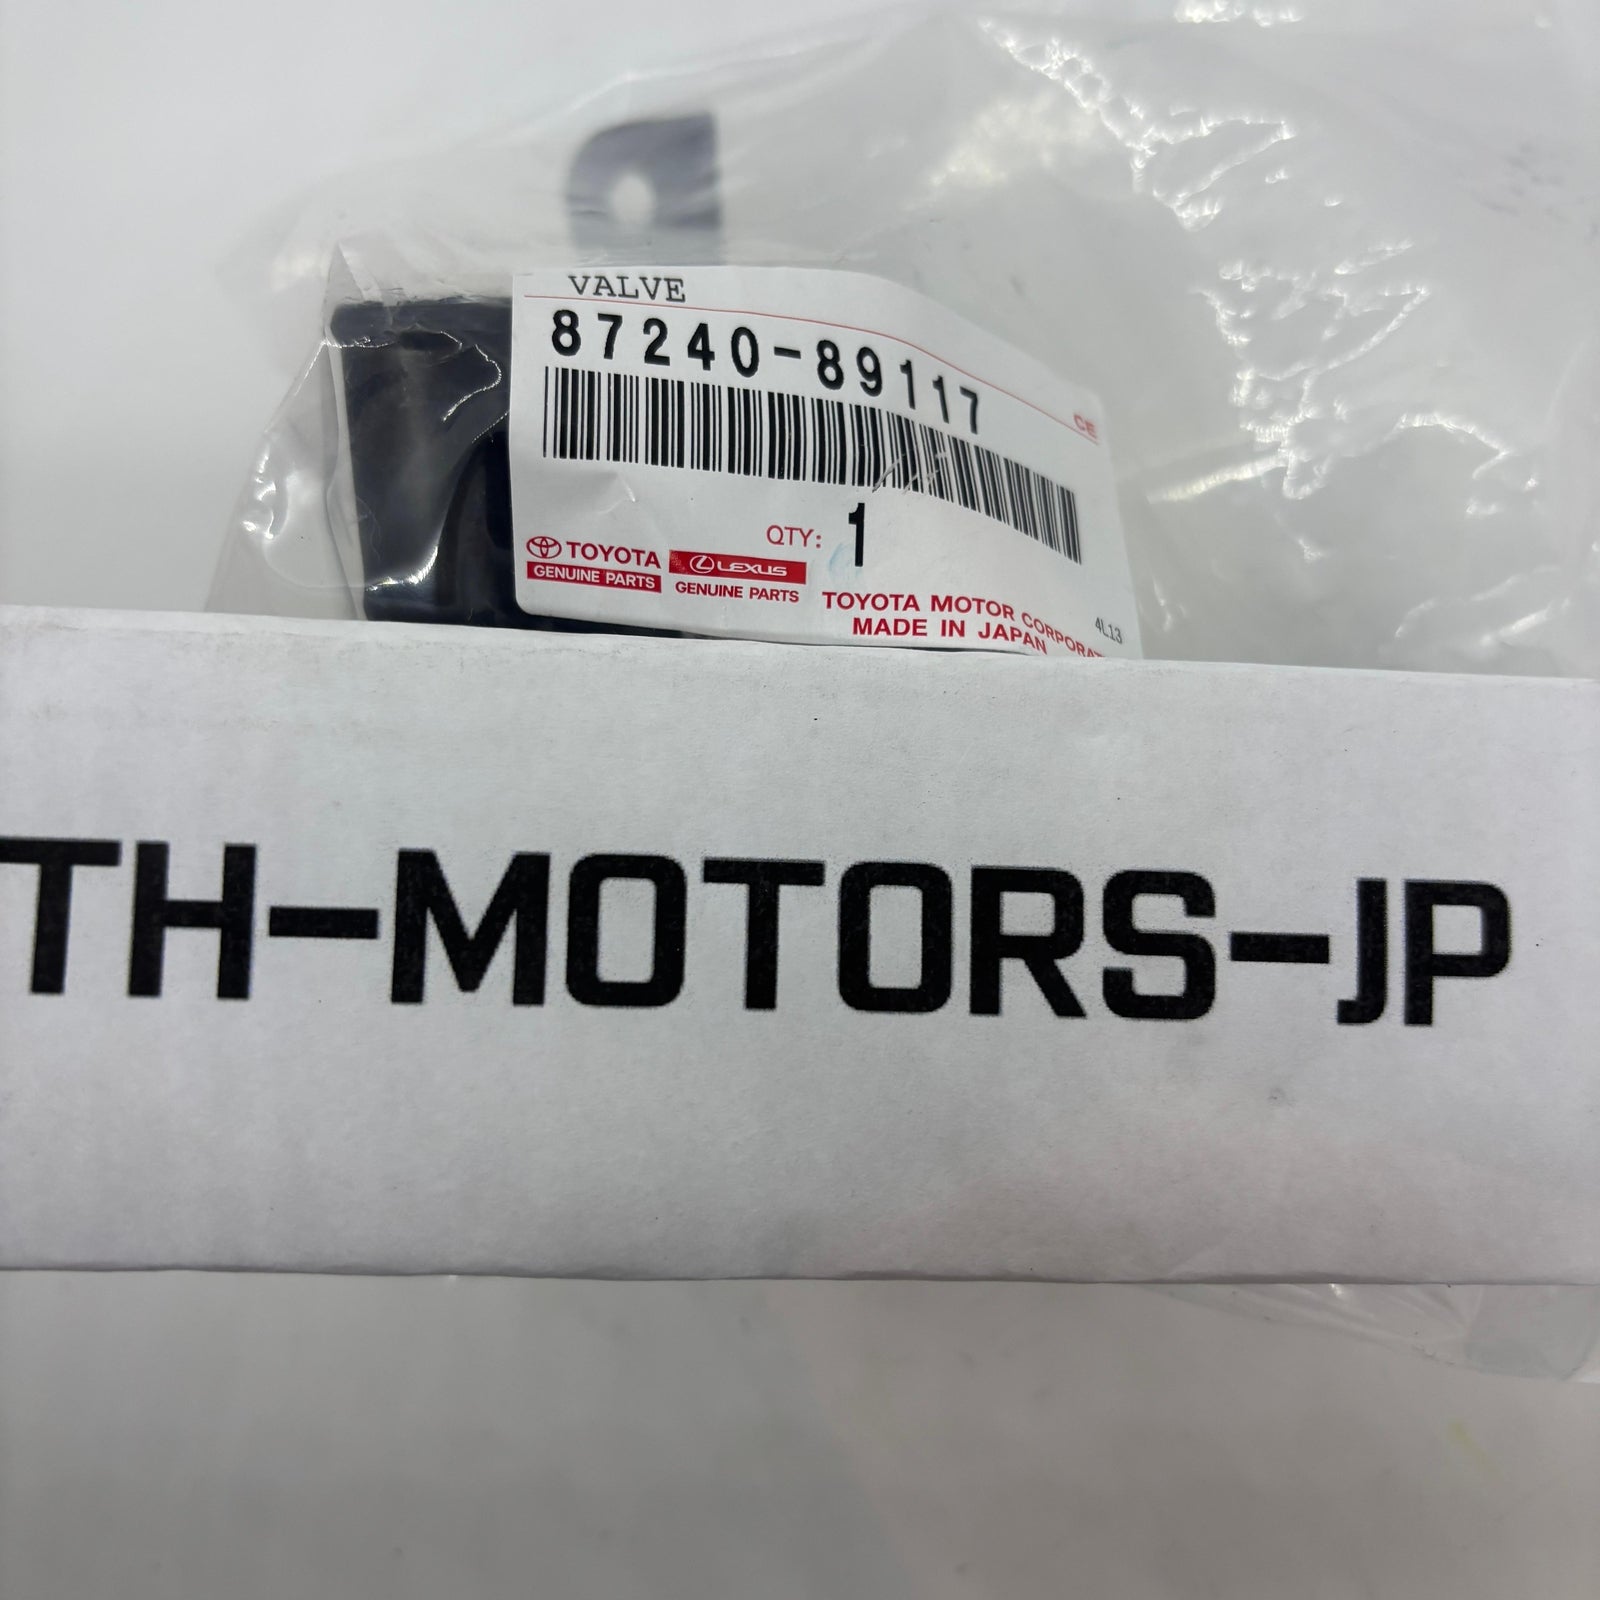 VALVE
87240-89117
CE
QTY: 1
TOYOTA LEXUS
GENUINE PARTS GENUINE PARTS
TOYOTA MOTOR CORPORAT
MADE IN JAPAN
4L13
TH-MOTORS-JP